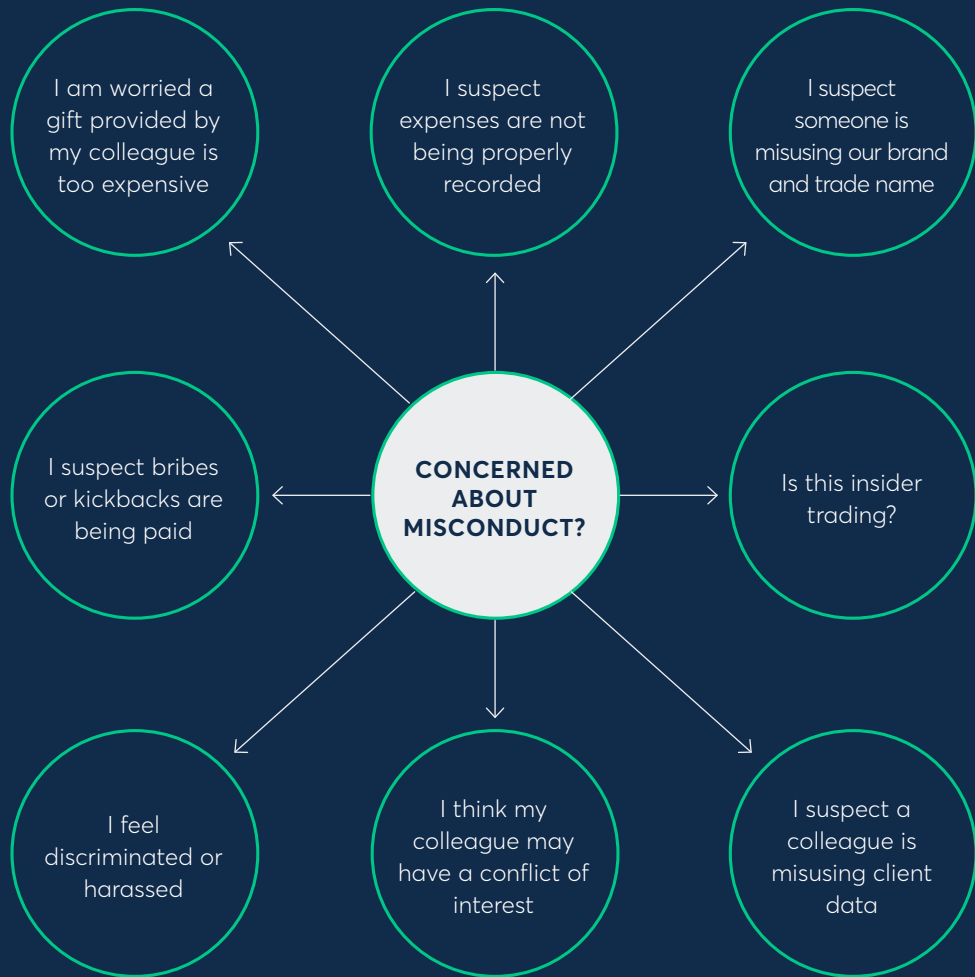 I am worried a
gift provided by
my colleague is
too expensive
I suspect
expenses are not
being properly
recorded
I suspect
someone is
misusing our brand
and trade name
I suspect bribes
or kickbacks are
being paid
CONCERNED
ABOUT
MISCONDUCT?
Is this insider
trading?
I feel
discriminated or
harassed
I think my
colleague may
have a conflict of
interest
I suspect a
colleague is
misusing client
data